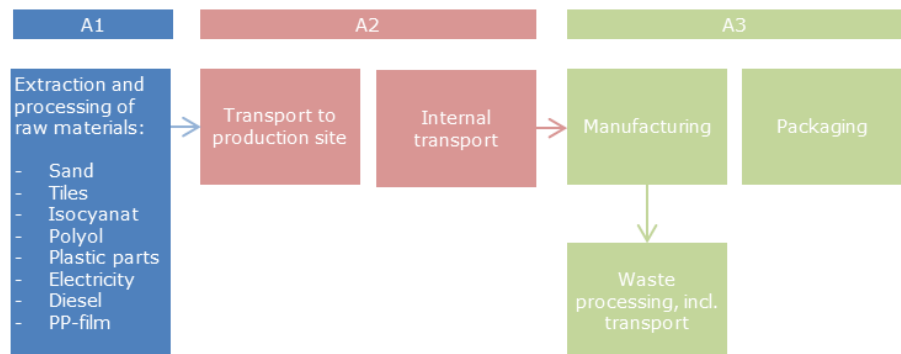 A1
A2
A3
Extraction and
processing of
raw materials:
- Sand
- Tiles
- Isocyanat
- Polyol
- Plastic parts
- Electricity
- Diesel
- PP-film
Transport to
production site
Internal
transport
Manufacturing
Packaging
Waste
processing, incl.
transport